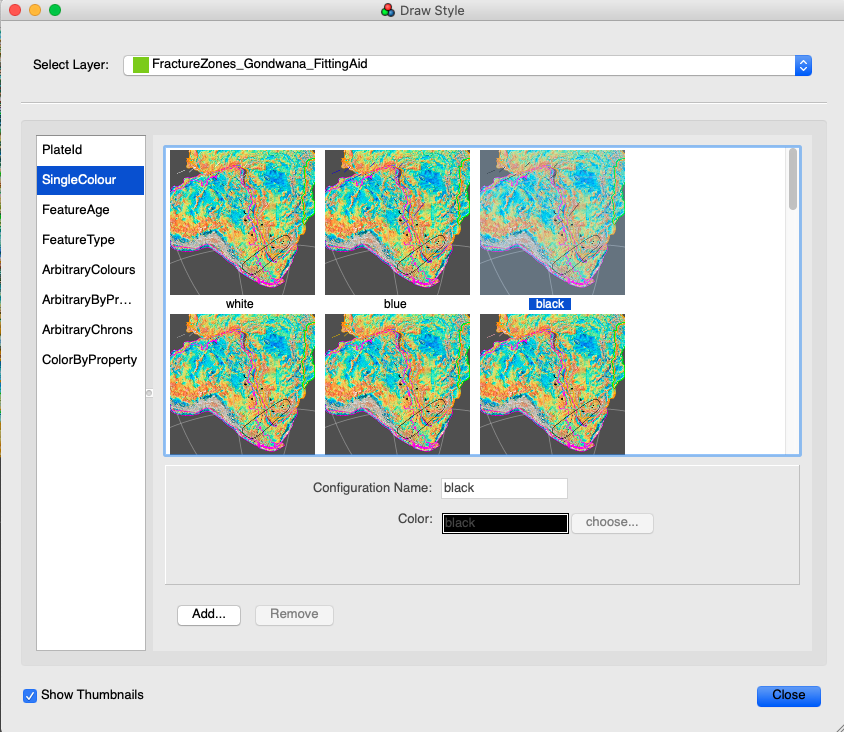 Draw Style
Select Layer: FractureZones_Gondwana_FittingAid
PlateId
SingleColour
FeatureAge
FeatureType
ArbitraryColours
ArbitraryByPr...
ArbitraryChrons
ColorByProperty
white blue black
Configuration Name: black
Color: black choose...
Add... Remove
Show Thumbnails
Close